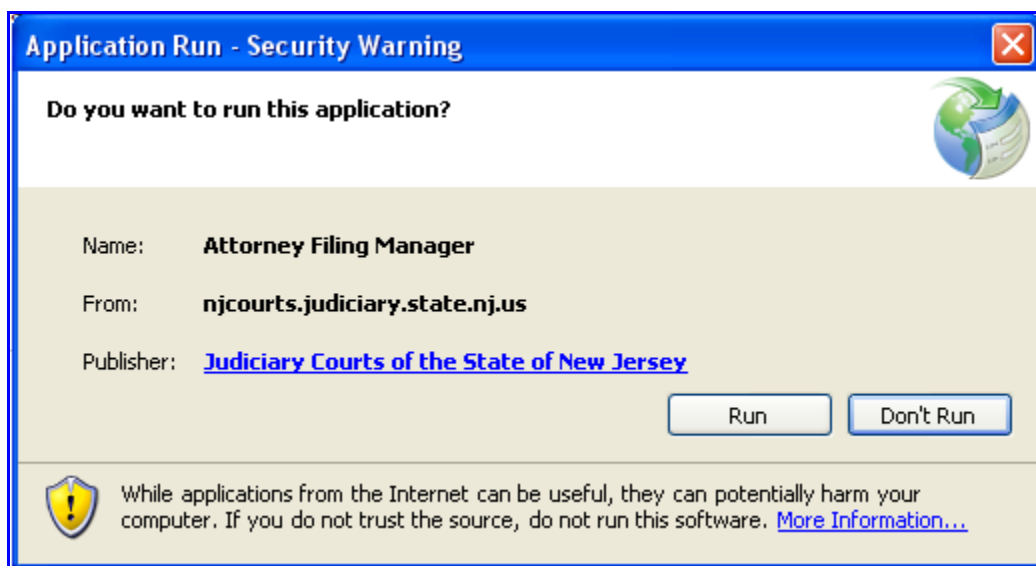 Application Run - Security Warning
Do you want to run this application?
Name: Attorney Filing Manager
From: njcourts.judiciary.state.nj.us
Publisher: Judiciary Courts of the State of New Jersey
Run Don't Run
While applications from the Internet can be useful, they can potentially harm your
computer. If you do not trust the source, do not run this software. More Information...